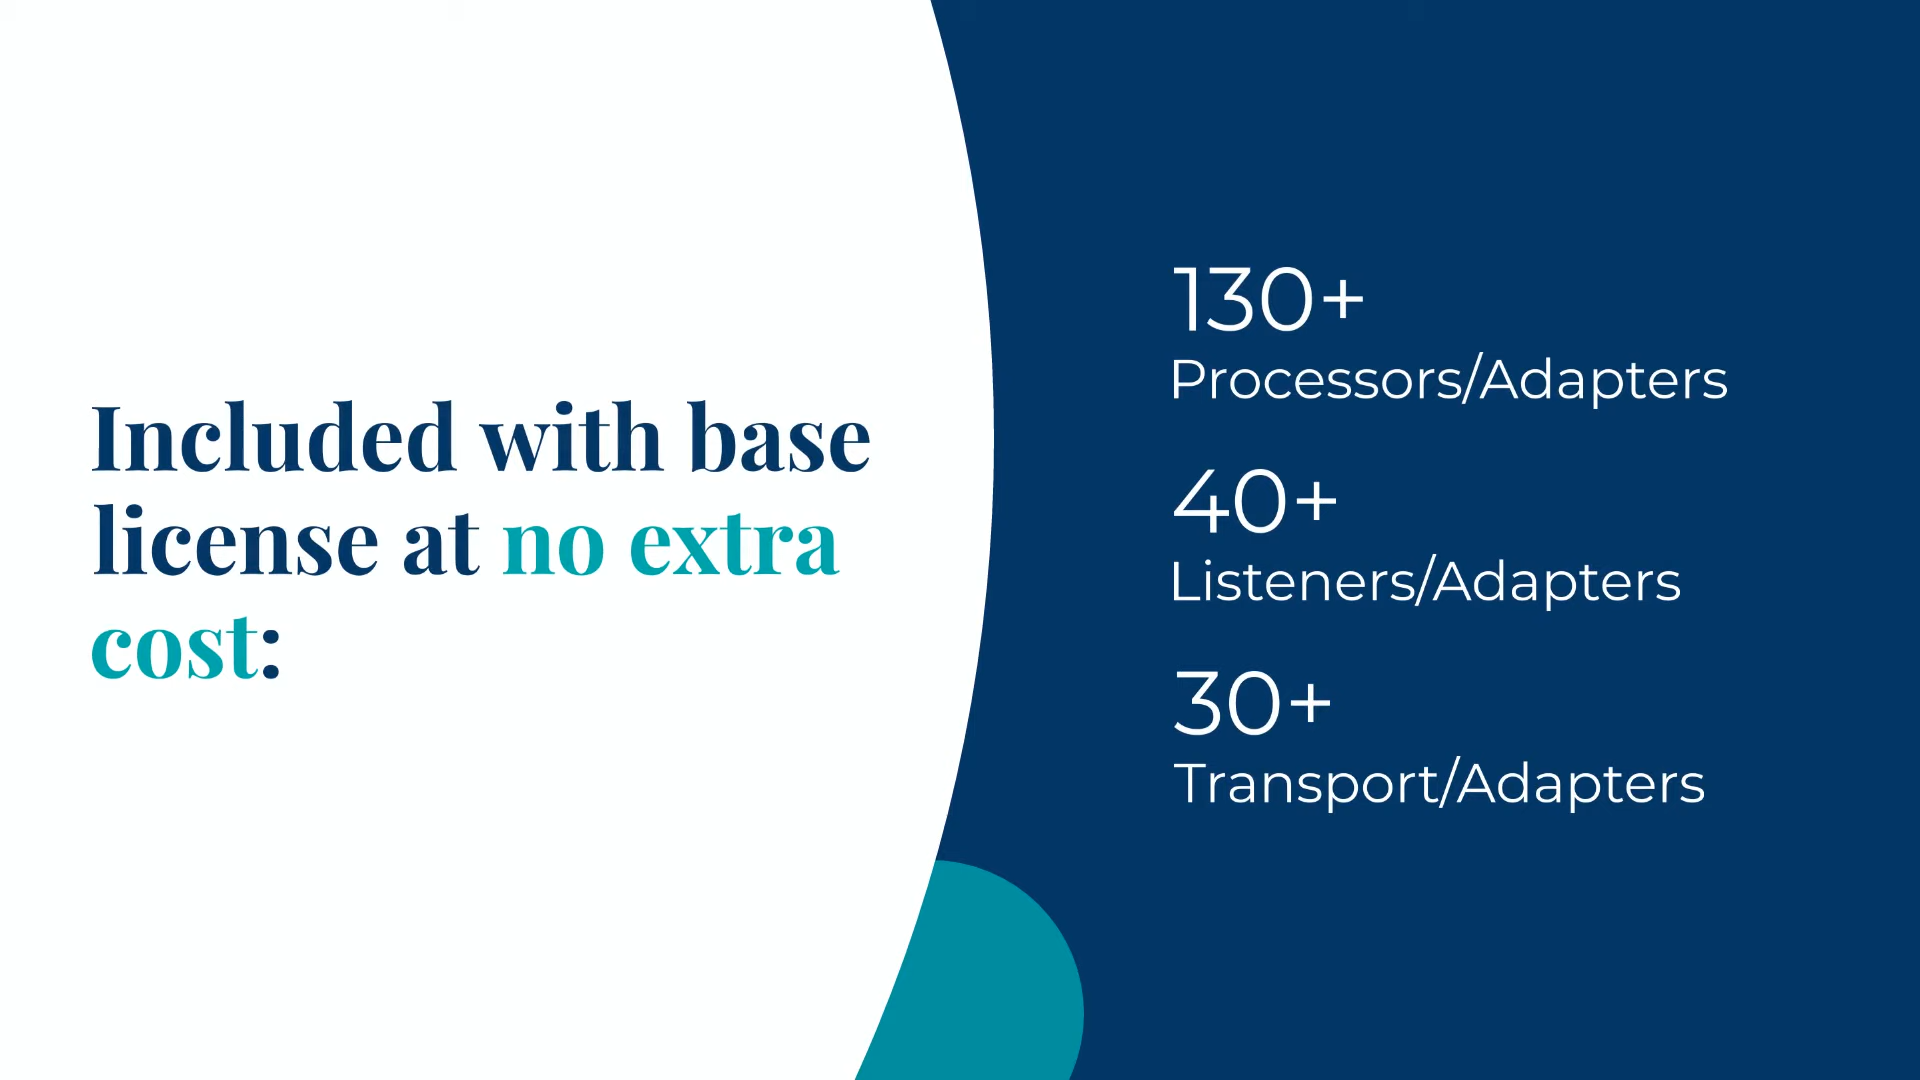 Included with base
license at no extra
cost:
130+
Processors/Adapters
40+
Listeners/Adapters
30+
Transport/Adapters